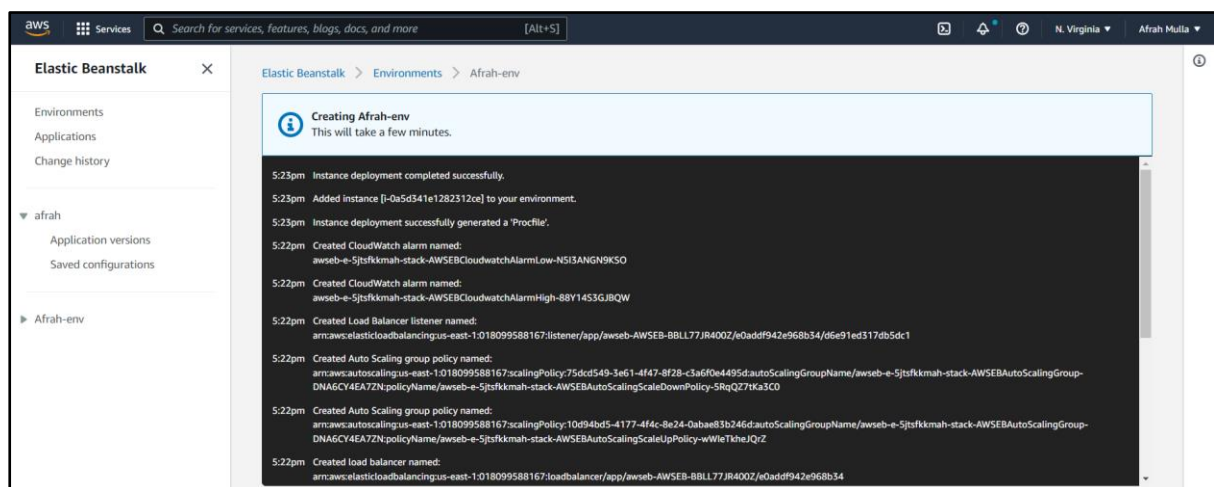 aws
Services
Search for services, features, blogs, docs, and more
[Alt+S]
N. Virginia
Afrah Mulla
Elastic Beanstalk
Environments
Applications
Change history
afrah
Application versions
Saved configurations
Afrah-env
Elastic Beanstalk > Environments > Afrah-env
Creating Afrah-env
This will take a few minutes.
5:23pm Instance deployment completed successfully.
5:23pm Added instance [i-0a5d341e1282312ce] to your environment.
5:23pm Instance deployment successfully generated a 'Procfile'.
5:22pm Created CloudWatch alarm named:
awseb-e-5jtsfkkmah-stack-AWSEBCloudwatchAlarmLow-N5I3ANGN9KSO
5:22pm Created CloudWatch alarm named:
awseb-e-5jtsfkkmah-stack-AWSEBCloudwatchAlarmHigh-88Y14S3GJBQW
5:22pm Created Load Balancer listener named:
arn:aws:elasticloadbalancing:us-east-1:018099588167:listener/app/awseb-AWSEB-BBLL77JR400Z/e0addf942e968b34/d6e91ed317db5dc1
5:22pm Created Auto Scaling group policy named:
arn:aws:autoscaling:us-east-1:018099588167:scalingPolicy:75dcd549-3e61-4f47-8f28-c3a6f0e4495d:autoScalingGroupName/awseb-e-5jtsfkkmah-stack-AWSEBAutoScalingGroup-
DNA6CY4EA7ZN:policyName/awseb-e-5jtsfkkmah-stack-AWSEBAutoScalingScaleDownPolicy-5RqQZ7tKa3C0
5:22pm Created Auto Scaling group policy named:
arn:aws:autoscaling:us-east-1:018099588167:scalingPolicy:10d94bd5-4177-4f4c-8e24-0abae83b246d:autoScalingGroupName/awseb-e-5jtsfkkmah-stack-AWSEBAutoScalingGroup-
DNA6CY4EA7ZN:policyName/awseb-e-5jtsfkkmah-stack-AWSEBAutoScalingScaleUpPolicy-wWleTkheJQrZ
5:22pm Created load balancer named:
arn:aws:elasticloadbalancing:us-east-1:018099588167:loadbalancer/app/awseb-AWSEB-BBLL77JR400Z/e0addf942e968b34